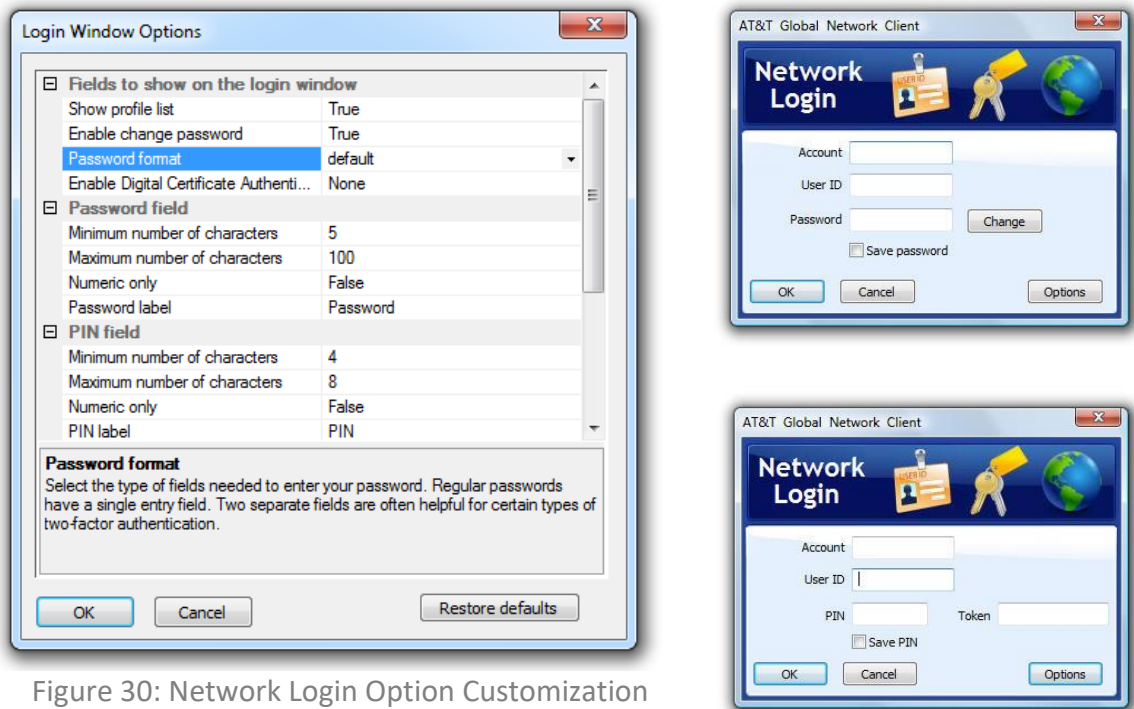 Login Window Options
Fields to show on the login window
Show profile list True
Enable change password True
Password format default
Enable Digital Certificate Authenti... None
Password field
Minimum number of characters 5
Maximum number of characters 100
Numeric only False
Password label Password
PIN field
Minimum number of characters 4
Maximum number of characters 8
Numeric only False
PIN label PIN
Password format
Select the type of fields needed to enter your password. Regular passwords
have a single entry field. Two separate fields are often helpful for certain types of
two-factor authentication.
OK Cancel Restore defaults
Figure 30: Network Login Option Customization
AT&T Global Network Client
Network
Login
USER ID
Account
User ID
Password Change
Save password
OK Cancel Options
AT&T Global Network Client
Network
Login
USER ID
Account
User ID
PIN Token
Save PIN
OK Cancel Options